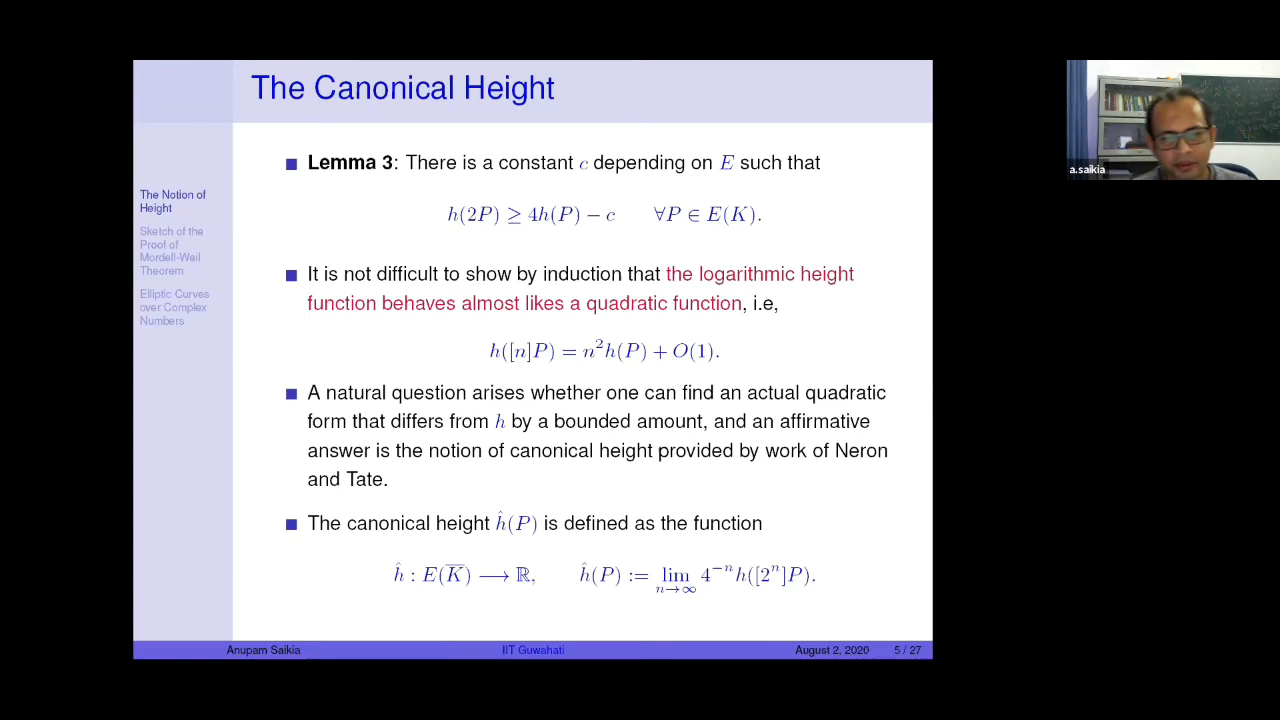 The Canonical Height
The Notion of
Height
Sketch of the
Proof of
Mordell-Weil
Theorem
Elliptic Curves
over Complex
Numbers
Lemma 3: There is a constant c depending on E such that
h(2P) ≥ 4h(P) − c  ∀P ∈ E(K).
It is not difficult to show by induction that the logarithmic height
function behaves almost likes a quadratic function, i.e,
h([n]P) = n²h(P) + O(1).
A natural question arises whether one can find an actual quadratic
form that differs from h by a bounded amount, and an affirmative
answer is the notion of canonical height provided by work of Neron
and Tate.
The canonical height ĥ(P) is defined as the function
ĥ : E(K̅) ⟶ ℝ,  ĥ(P) := lim n→∞ 4⁻ⁿh([2ⁿ]P).
Anupam Saikia IIT Guwahati August 2, 2020 5 / 27
a.saikia